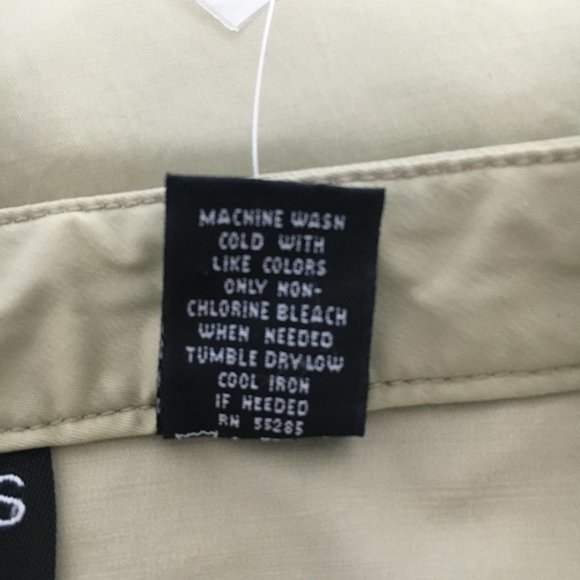 MACHINE WASH
COLD WITH
LIKE COLORS
ONLY NON-
CHLORINE BLEACH
WHEN NEEDED
TUMBLE DRY-LOW
COOL IRON
IF NEEDED
RN 55285
S